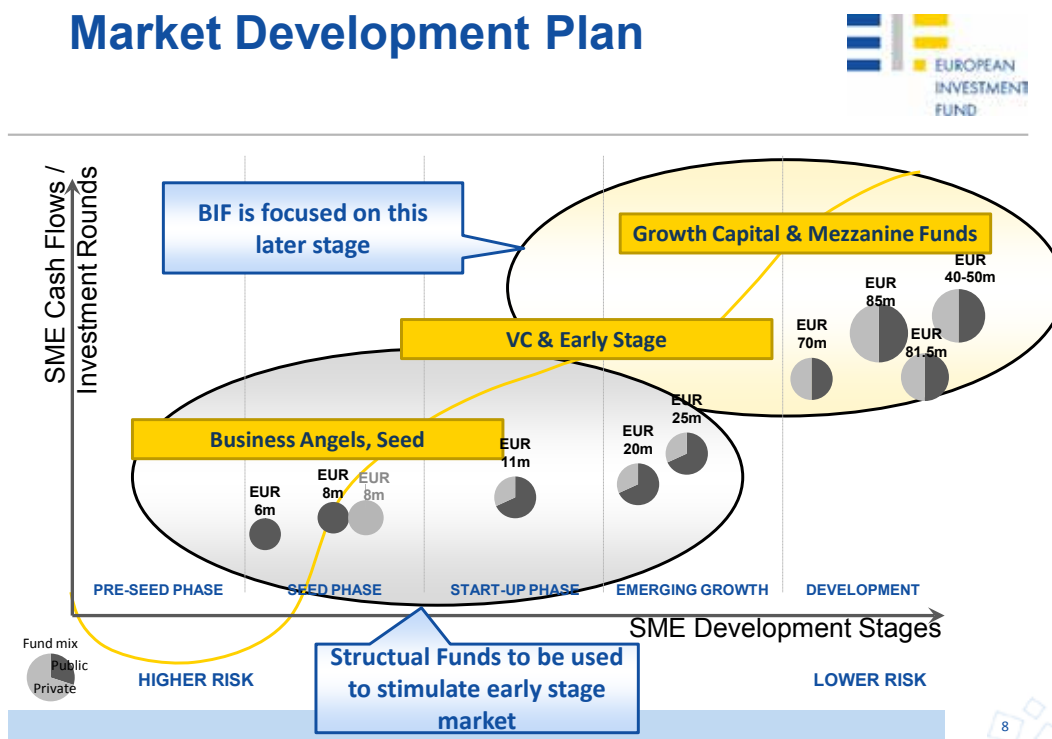 Market Development Plan
EUROPEAN
INVESTMENT
FUND
SME Cash Flows /
Investment Rounds
BIF is focused on this
later stage
Growth Capital & Mezzanine Funds
EUR
40-50m
EUR
85m
EUR
81.5m
EUR
70m
VC & Early Stage
EUR
25m
EUR
20m
Business Angels, Seed
EUR
11m
EUR
8m
EUR
8m
EUR
6m
PRE-SEED PHASE
SEED PHASE
START-UP PHASE
EMERGING GROWTH
DEVELOPMENT
SME Development Stages
Fund mix
Public
Private
HIGHER RISK
Structual Funds to be used
to stimulate early stage
market
LOWER RISK
8